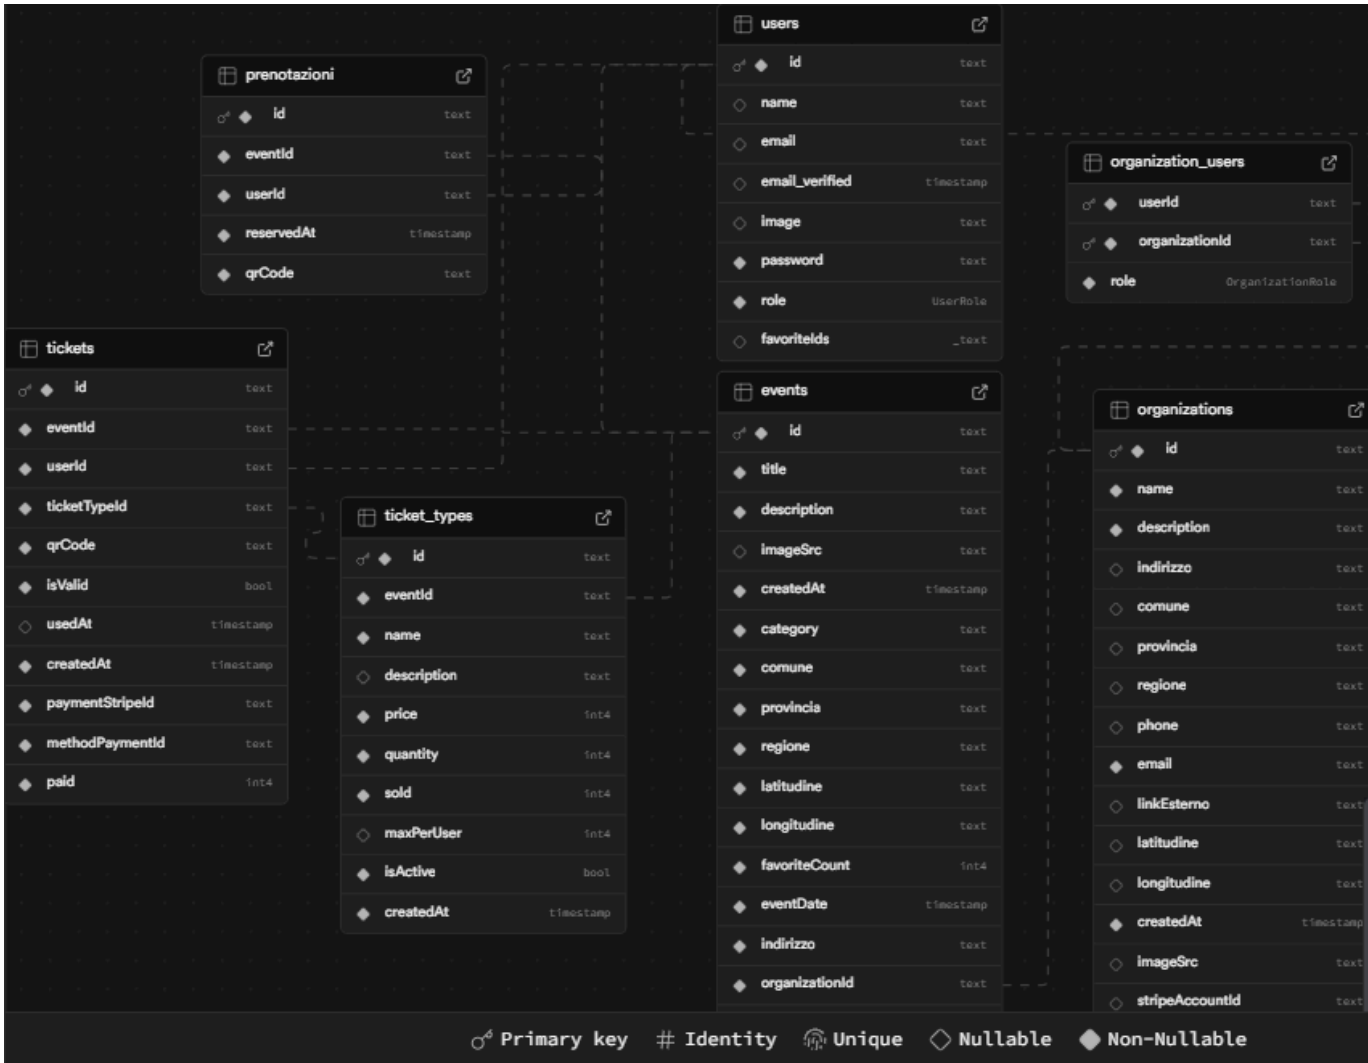 users
id text
name text
email text
email_verified timestamp
image text
password text
role UserRole
favoriteIds _text
prenotazioni
id text
eventId text
userId text
reservedAt timestamp
qrCode text
organization_users
userId text
organizationId text
role OrganizationRole
tickets
id text
eventId text
userId text
ticketTypeId text
qrCode text
isValid bool
usedAt timestamp
createdAt timestamp
paymentStripeId text
methodPaymentId text
paid int4
ticket_types
id text
eventId text
name text
description text
price int4
quantity int4
sold int4
maxPerUser int4
isActive bool
createdAt timestamp
events
id text
title text
description text
imageSrc text
createdAt timestamp
category text
comune text
provincia text
regione text
latitudine text
longitudine text
favoriteCount int4
eventDate timestamp
indirizzo text
organizationId text
organizations
id text
name text
description text
indirizzo text
comune text
provincia text
regione text
phone text
email text
linkEsterno text
latitudine text
longitudine text
createdAt timestamp
imageSrc text
stripeAccountId text
Primary key # Identity Unique Nullable Non-Nullable